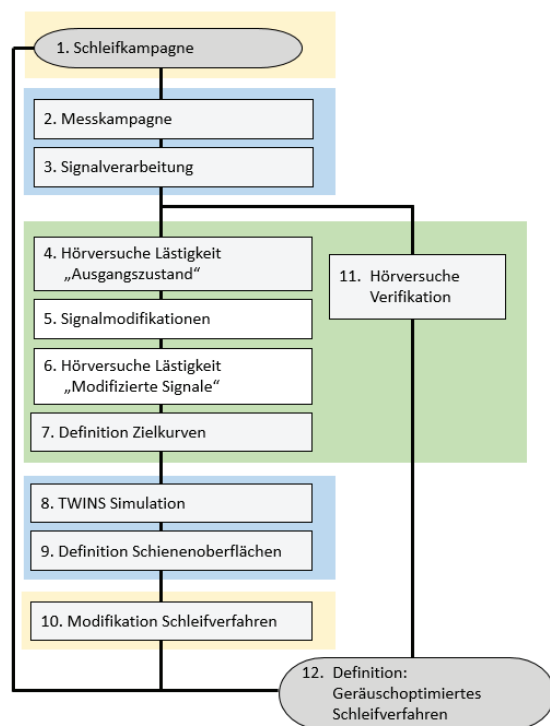 1. Schleifkampagne
2. Messkampagne
3. Signalverarbeitung
4. Hörversuche Lästigkeit
„Ausgangszustand“
5. Signalmodifikationen
6. Hörversuche Lästigkeit
„Modifizierte Signale“
7. Definition Zielkurven
11. Hörversuche
Verifikation
8. TWINS Simulation
9. Definition Schienenoberflächen
10. Modifikation Schleifverfahren
12. Definition:
Geräuschoptimiertes
Schleifverfahren